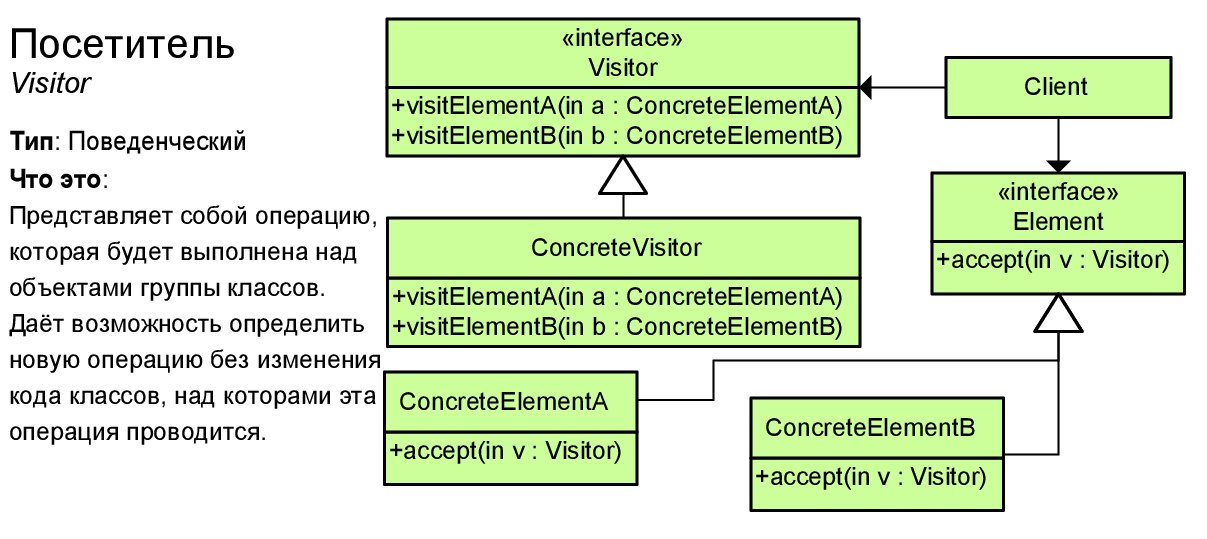 Посетитель
Visitor
Тип: Поведенческий
Что это:
Представляет собой операцию,
которая будет выполнена над
объектами группы классов.
Даёт возможность определить
новую операцию без изменения
кода классов, над которами эта
операция проводится.
«interface»
Visitor
+visitElementA(in a : ConcreteElementA)
+visitElementB(in b : ConcreteElementB)
Client
«interface»
Element
+accept(in v : Visitor)
ConcreteVisitor
+visitElementA(in a : ConcreteElementA)
+visitElementB(in b : ConcreteElementB)
ConcreteElementA
+accept(in v : Visitor)
ConcreteElementB
+accept(in v : Visitor)